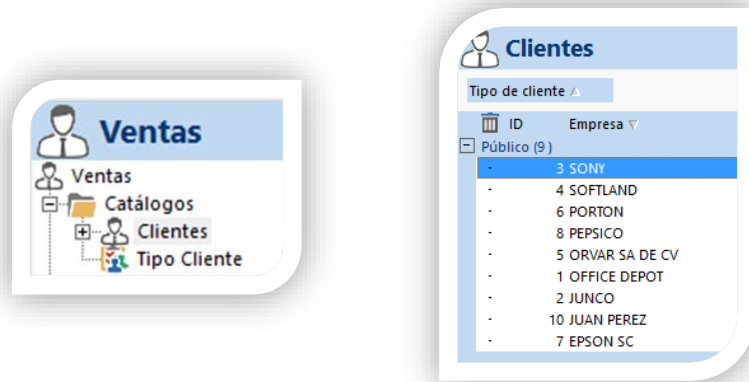 Ventas
Ventas
Catálogos
Clientes
Tipo Cliente
Clientes
Tipo de cliente
ID Empresa
Público (9)
3 SONY
4 SOFTLAND
6 PORTON
8 PEPSICO
5 ORVAR SA DE CV
1 OFFICE DEPOT
2 JUNCO
10 JUAN PEREZ
7 EPSON SC